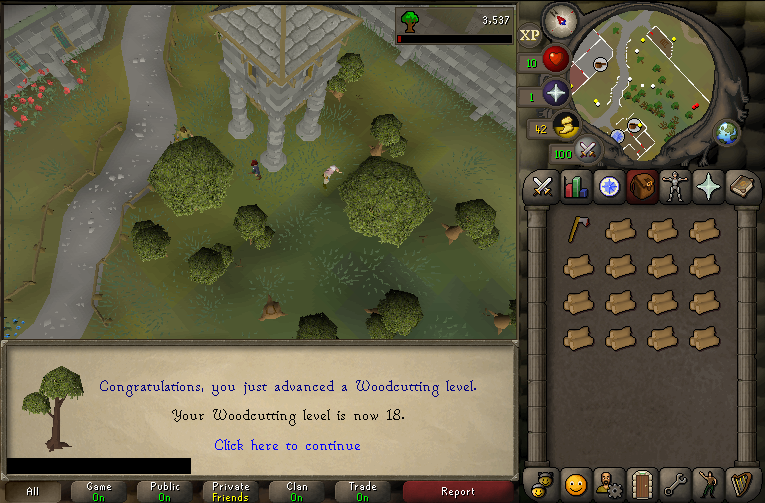 3,537
XP
10
1
42
100
Congratulations, you just advanced a Woodcutting level.
Your Woodcutting level is now 18.
Click here to continue
All
Game
On
Public
On
Private
Friends
Clan
On
Trade
On
Report